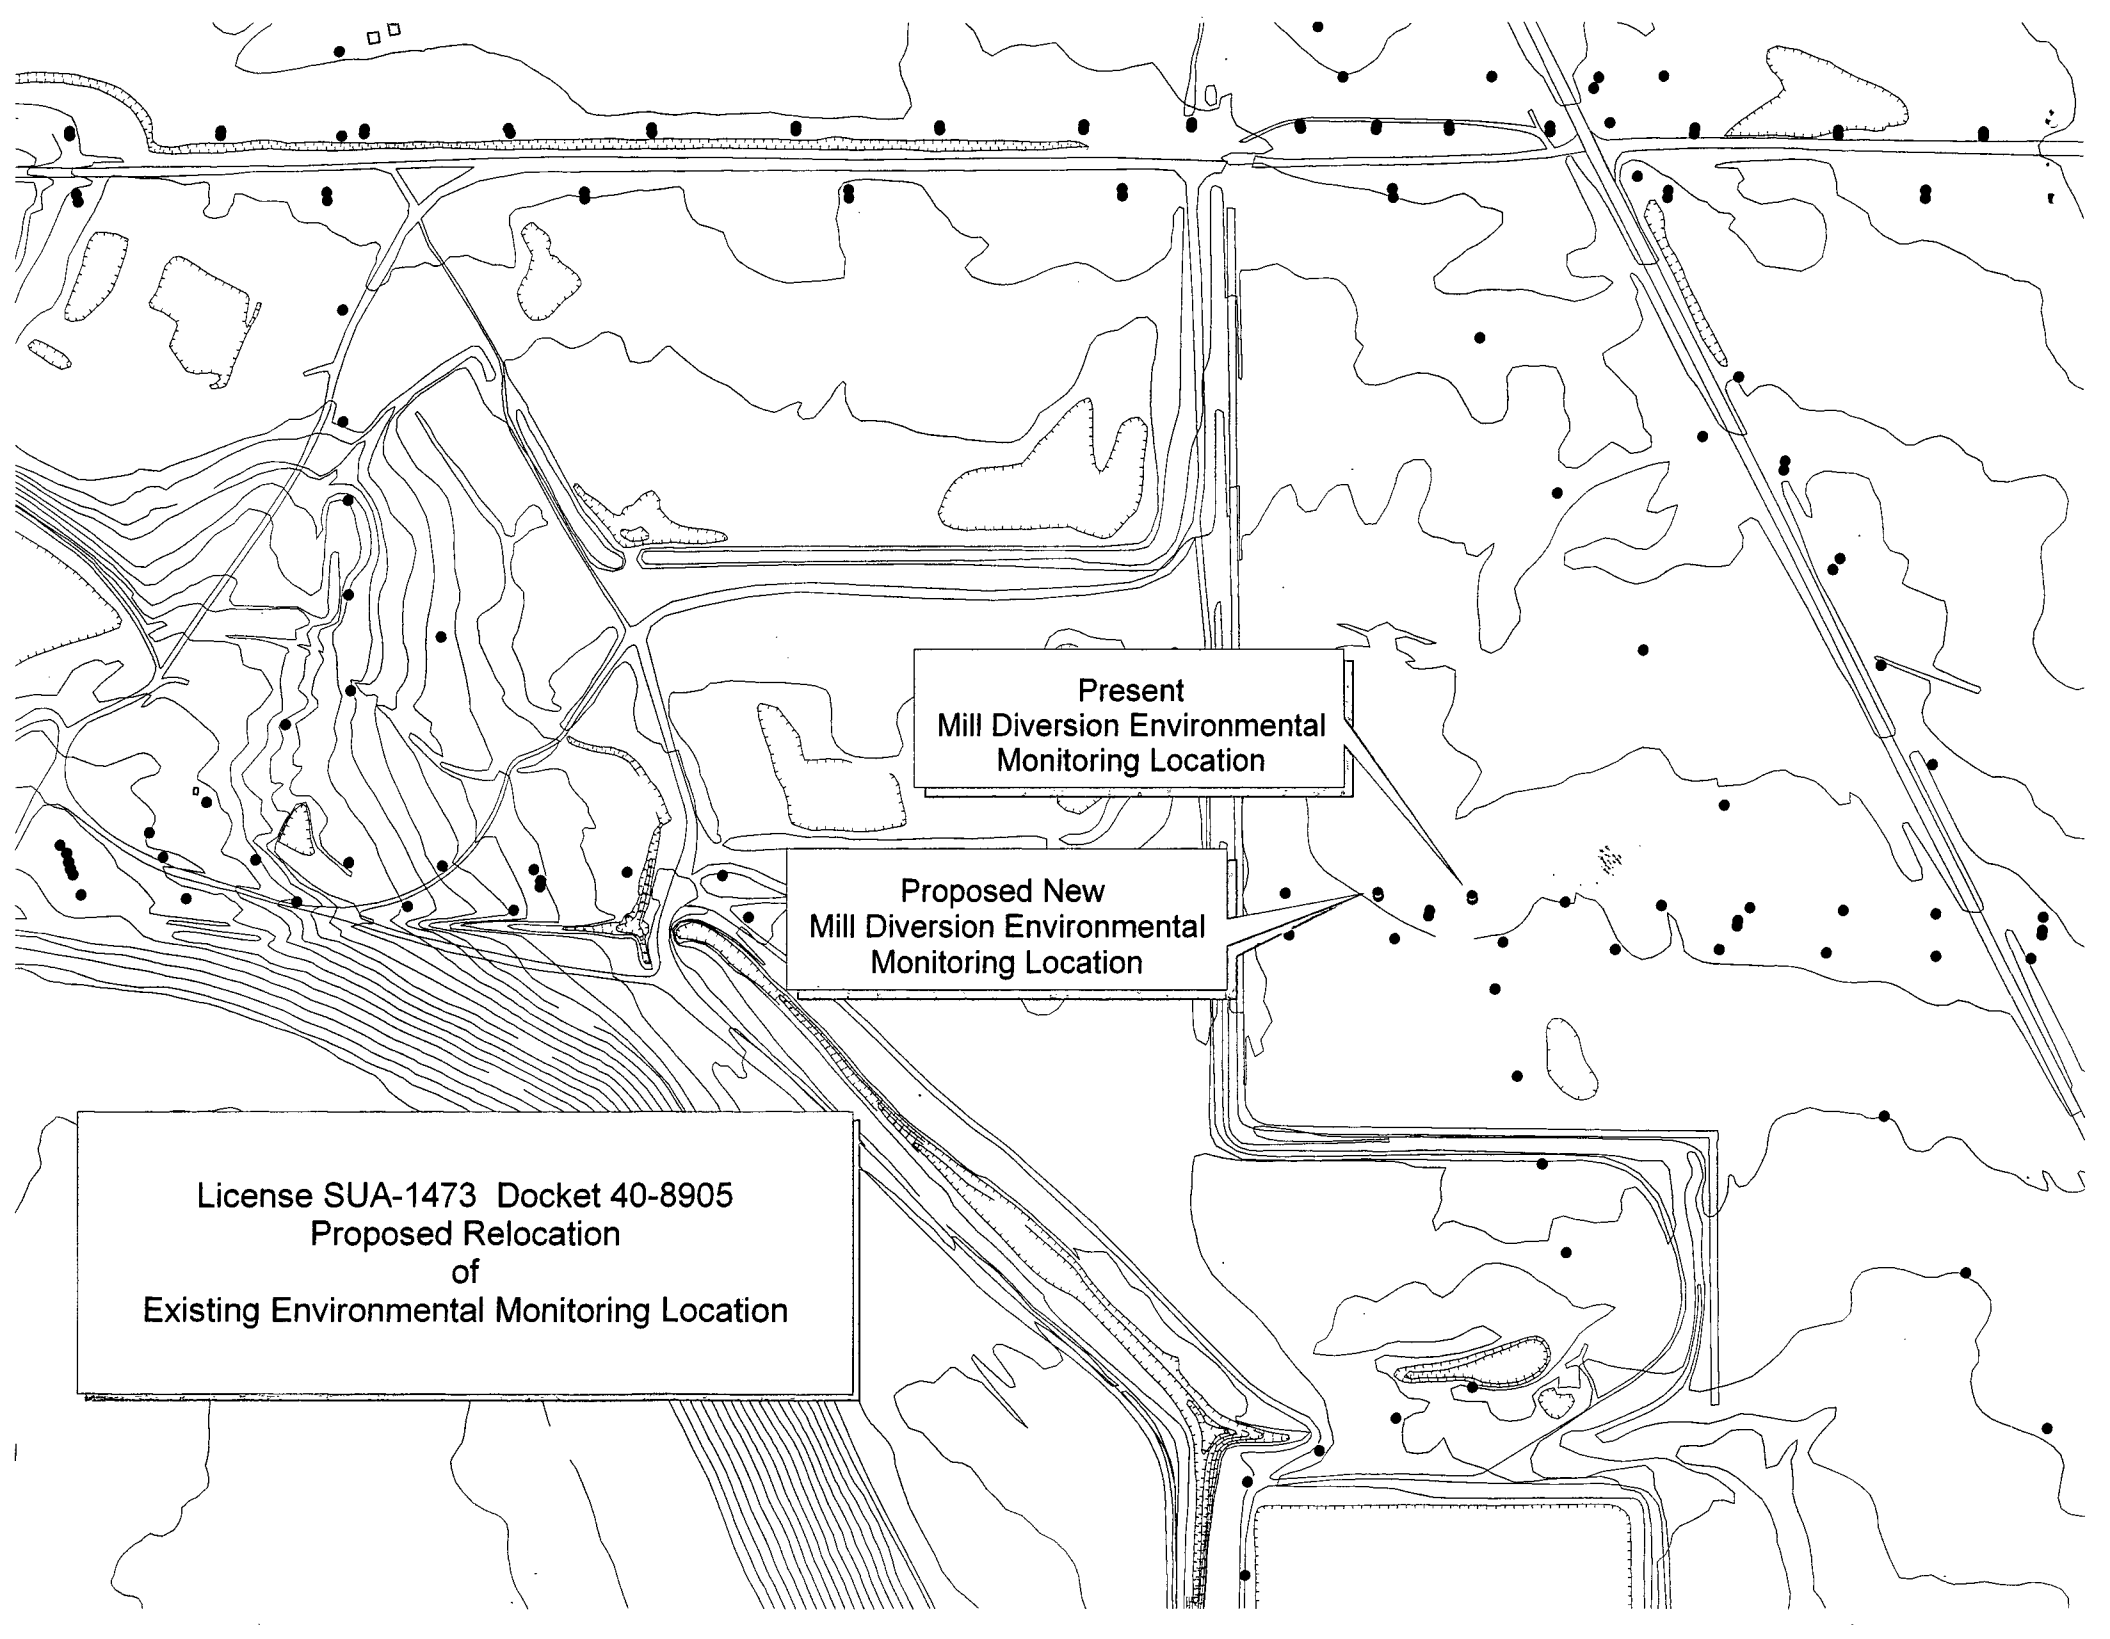 Present
Mill Diversion Environmental
Monitoring Location
Proposed New
Mill Diversion Environmental
Monitoring Location
License SUA-1473 Docket 40-8905
Proposed Relocation
of
Existing Environmental Monitoring Location